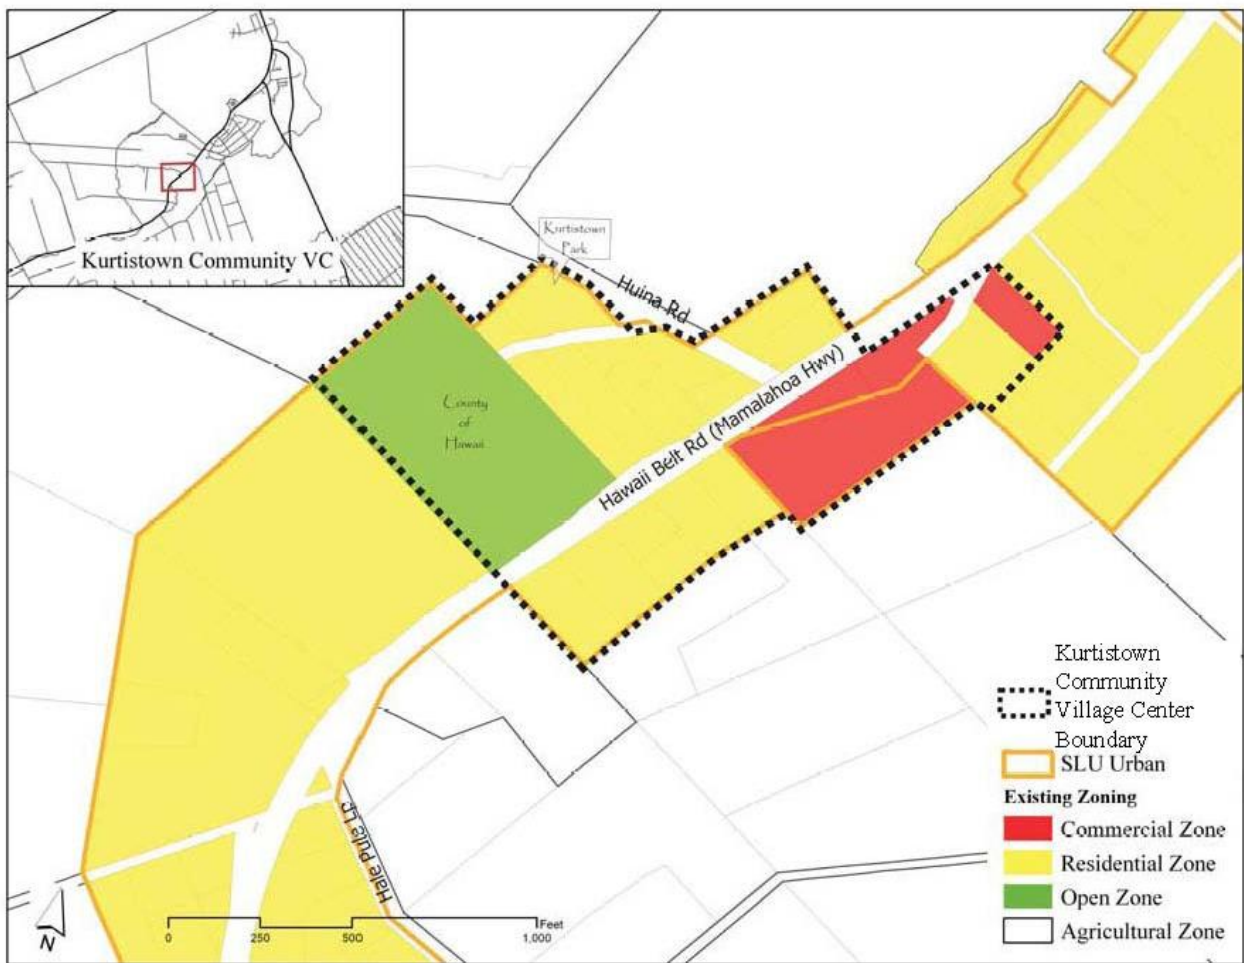 Kurtistown Community VC
Kurtistown
Park
Huina Rd
County
of
Hawaii
Hawaii Belt Rd (Mamalahoa Hwy)
Hale Pule Lp
Kurtistown
Community
Village Center
Boundary
SLU Urban
Existing Zoning
Commercial Zone
Residential Zone
Open Zone
Agricultural Zone
N
Feet
0 250 500 1,000